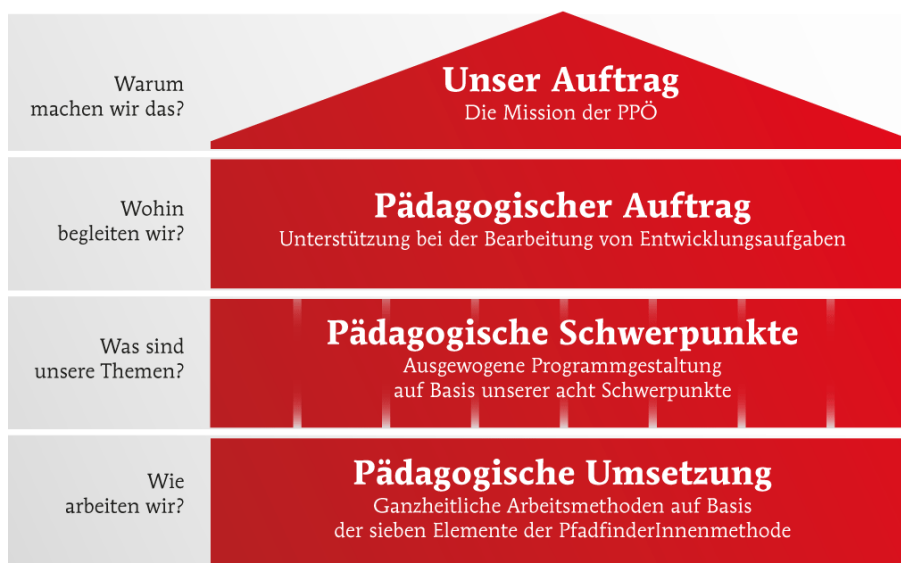 Warum
machen wir das?
Unser Auftrag
Die Mission der PPÖ
Wohin
begleiten wir?
Pädagogischer Auftrag
Unterstützung bei der Bearbeitung von Entwicklungsaufgaben
Was sind
unsere Themen?
Pädagogische Schwerpunkte
Ausgewogene Programmgestaltung
auf Basis unserer acht Schwerpunkte
Wie
arbeiten wir?
Pädagogische Umsetzung
Ganzheitliche Arbeitsmethoden auf Basis
der sieben Elemente der PfadfinderInnenmethode